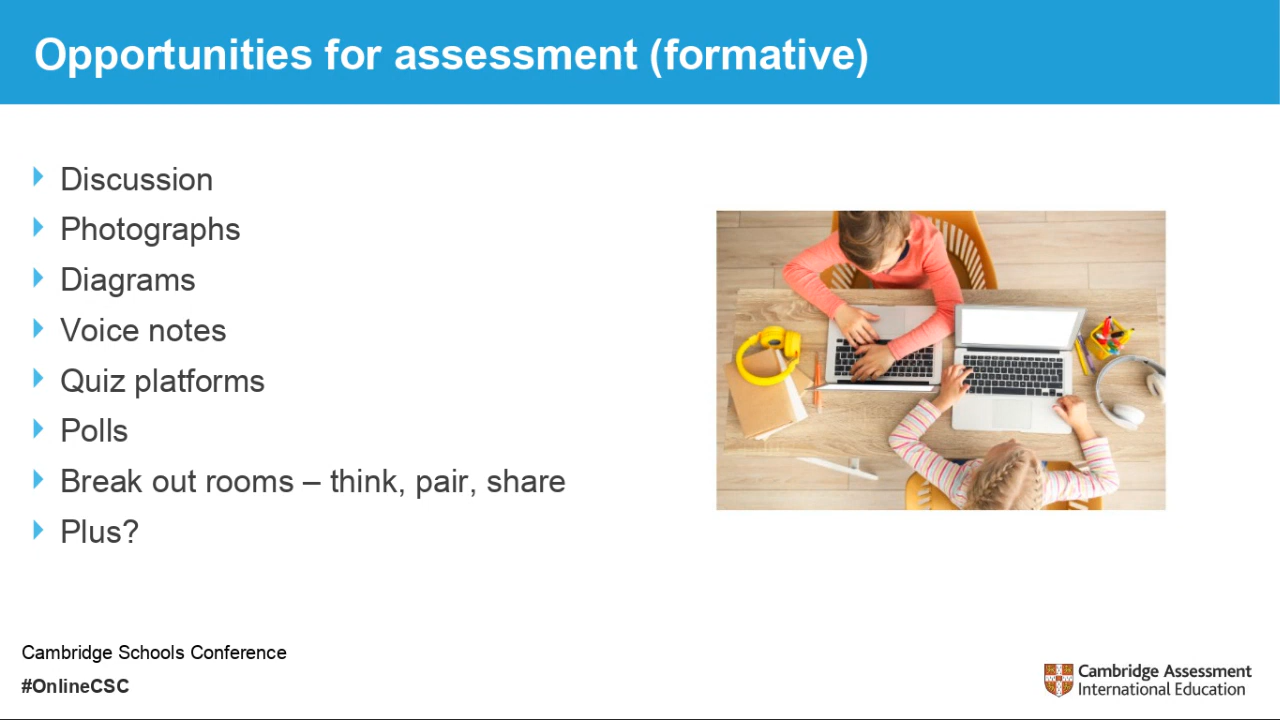 Opportunities for assessment (formative)
Discussion
Photographs
Diagrams
Voice notes
Quiz platforms
Polls
Break out rooms – think, pair, share
Plus?
Cambridge Schools Conference
#OnlineCSC
Cambridge Assessment
International Education